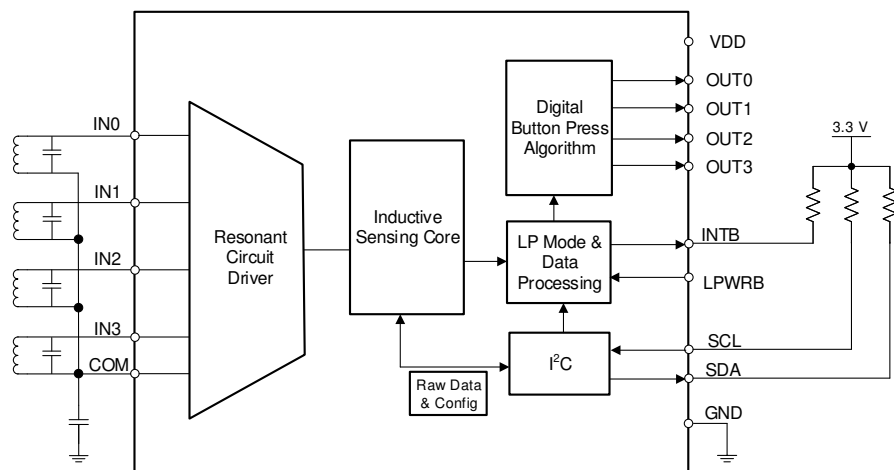 VDD
OUT0
OUT1
OUT2
OUT3
Digital
Button Press
Algorithm
3.3 V
IN0
IN1
IN2
IN3
COM
Resonant
Circuit
Driver
Inductive
Sensing Core
LP Mode &
Data
Processing
INTB
LPWRB
I²C
SCL
SDA
Raw Data
& Config
GND